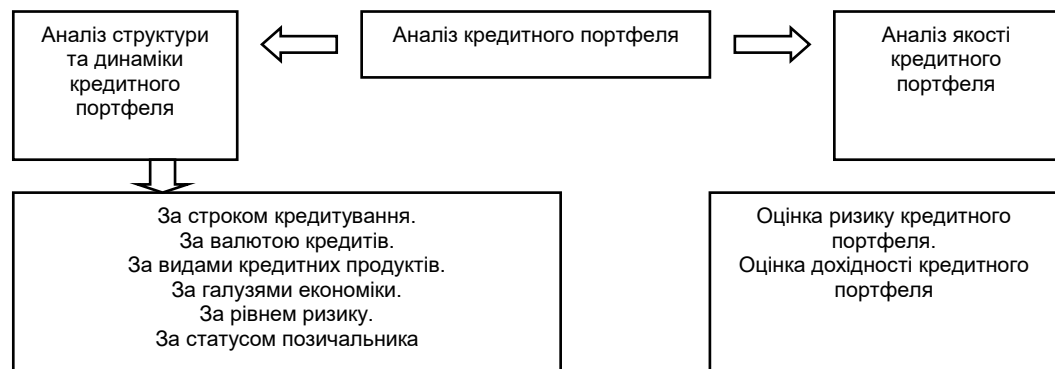 Аналіз структури
та динаміки
кредитного
портфеля
Аналіз кредитного портфеля
Аналіз якості
кредитного
портфеля
За строком кредитування.
За валютою кредитів.
За видами кредитних продуктів.
За галузями економіки.
За рівнем ризику.
За статусом позичальника
Оцінка ризику кредитного
портфеля.
Оцінка дохідності кредитного
портфеля